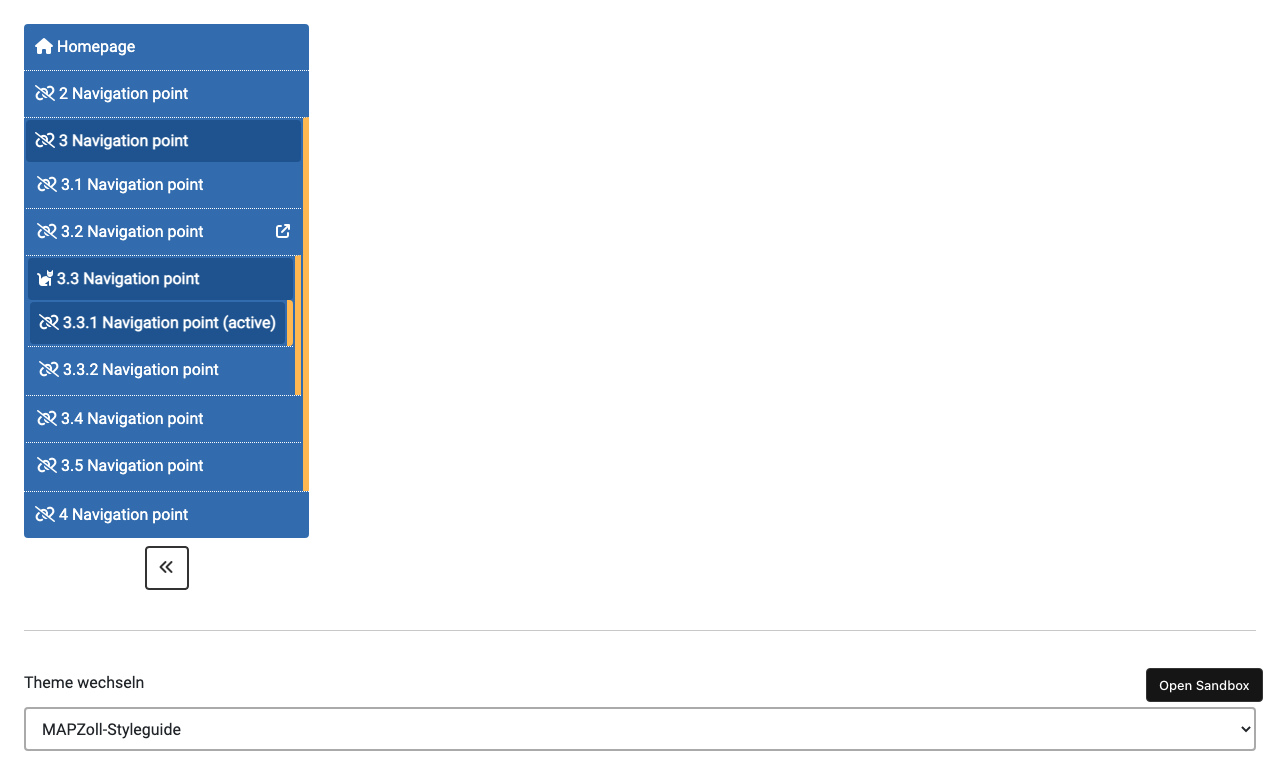 Homepage
2 Navigation point
3 Navigation point
3.1 Navigation point
3.2 Navigation point
3.3 Navigation point
3.3.1 Navigation point (active)
3.3.2 Navigation point
3.4 Navigation point
3.5 Navigation point
4 Navigation point
Theme wechseln
Open Sandbox
MAPZoll-Styleguide